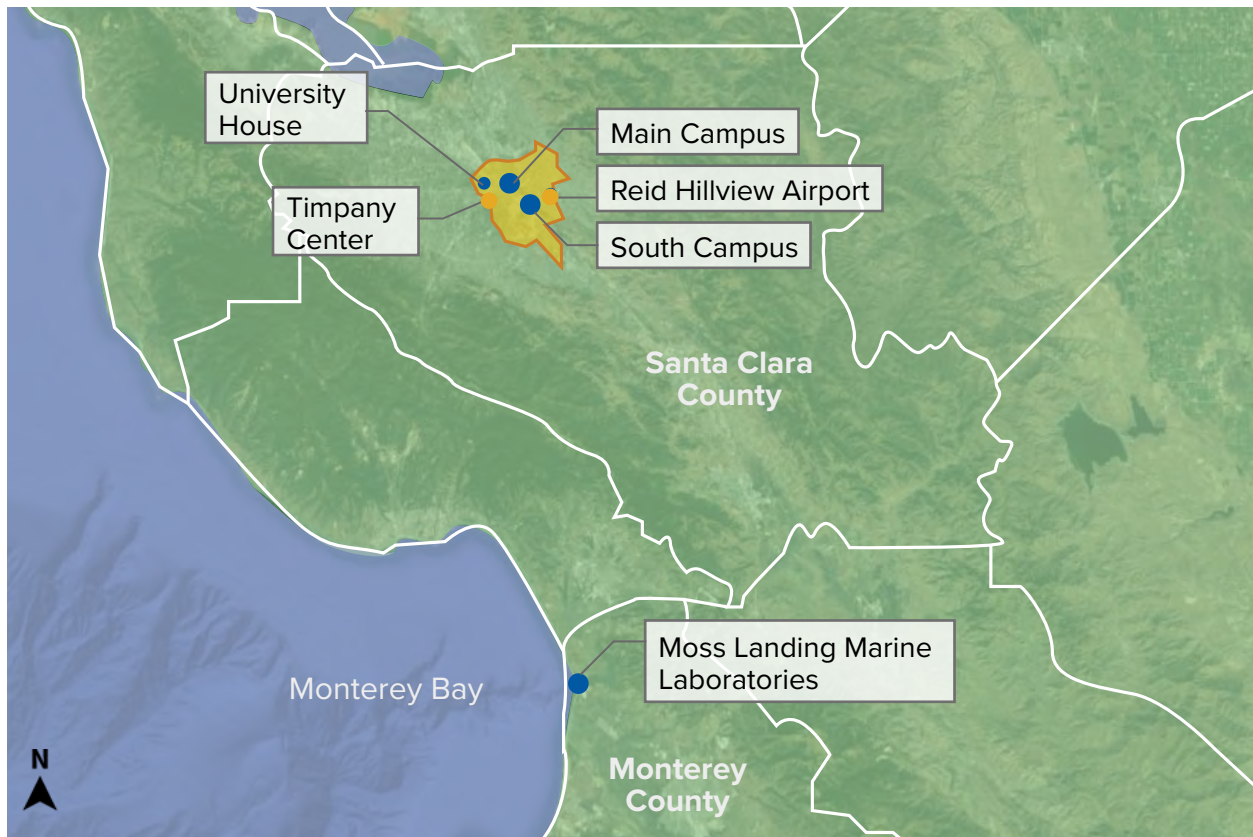 University
House
Main Campus
Reid Hillview Airport
Timpany
Center
South Campus
Santa Clara
County
Moss Landing Marine
Laboratories
Monterey Bay
N
Monterey
County